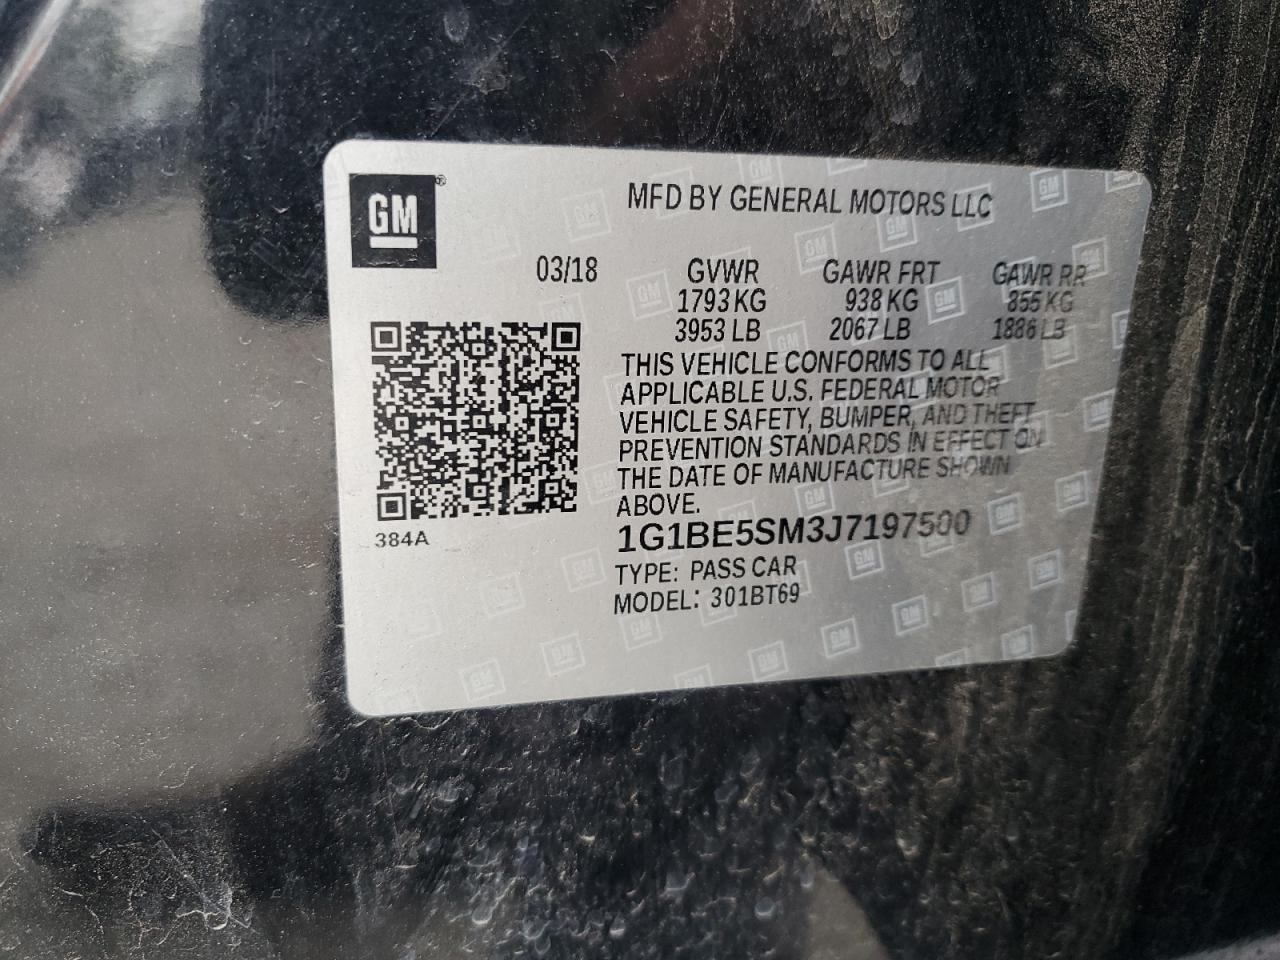 GM®
MFD BY GENERAL MOTORS LLC
03/18 GVWR GAWR FRT GAWR RR
1793 KG 938 KG 855 KG
3953 LB 2067 LB 1886 LB
THIS VEHICLE CONFORMS TO ALL
APPLICABLE U.S. FEDERAL MOTOR
VEHICLE SAFETY, BUMPER, AND THEFT
PREVENTION STANDARDS IN EFFECT ON
THE DATE OF MANUFACTURE SHOWN
ABOVE.
384A
1G1BE5SM3J7197500
TYPE: PASS CAR
MODEL: 301BT69